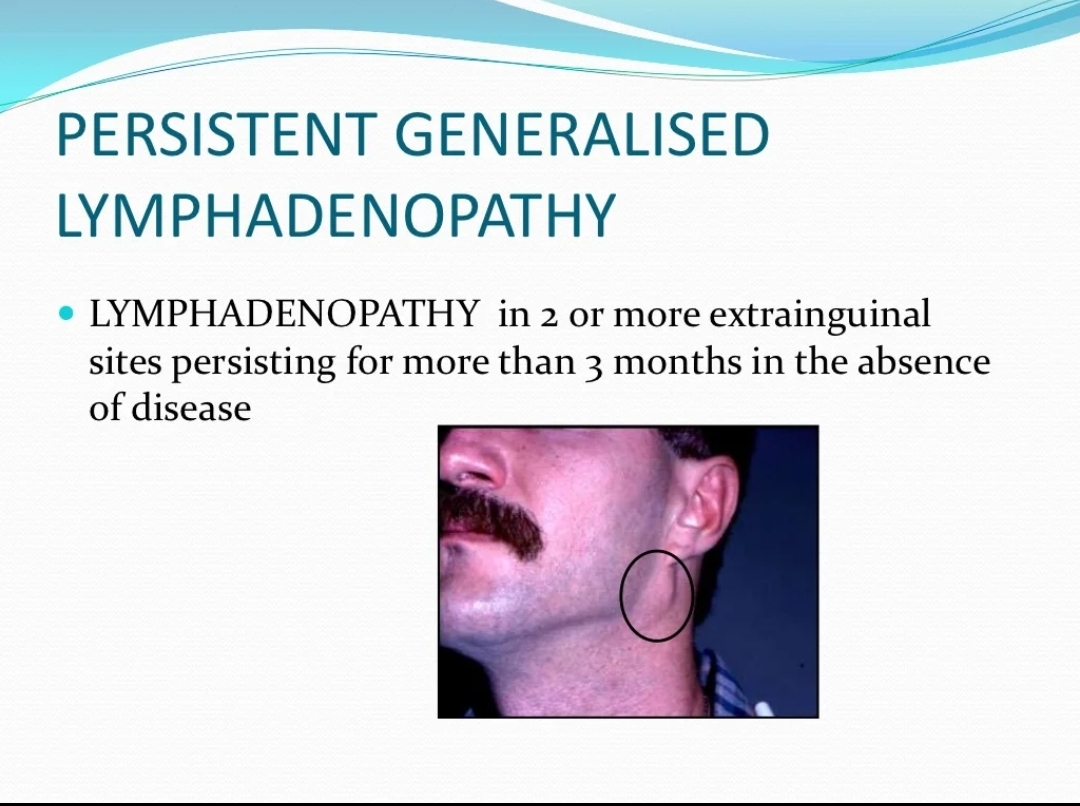 PERSISTENT GENERALISED
LYMPHADENOPATHY
• LYMPHADENOPATHY in 2 or more extrainguinal
sites persisting for more than 3 months in the absence
of disease